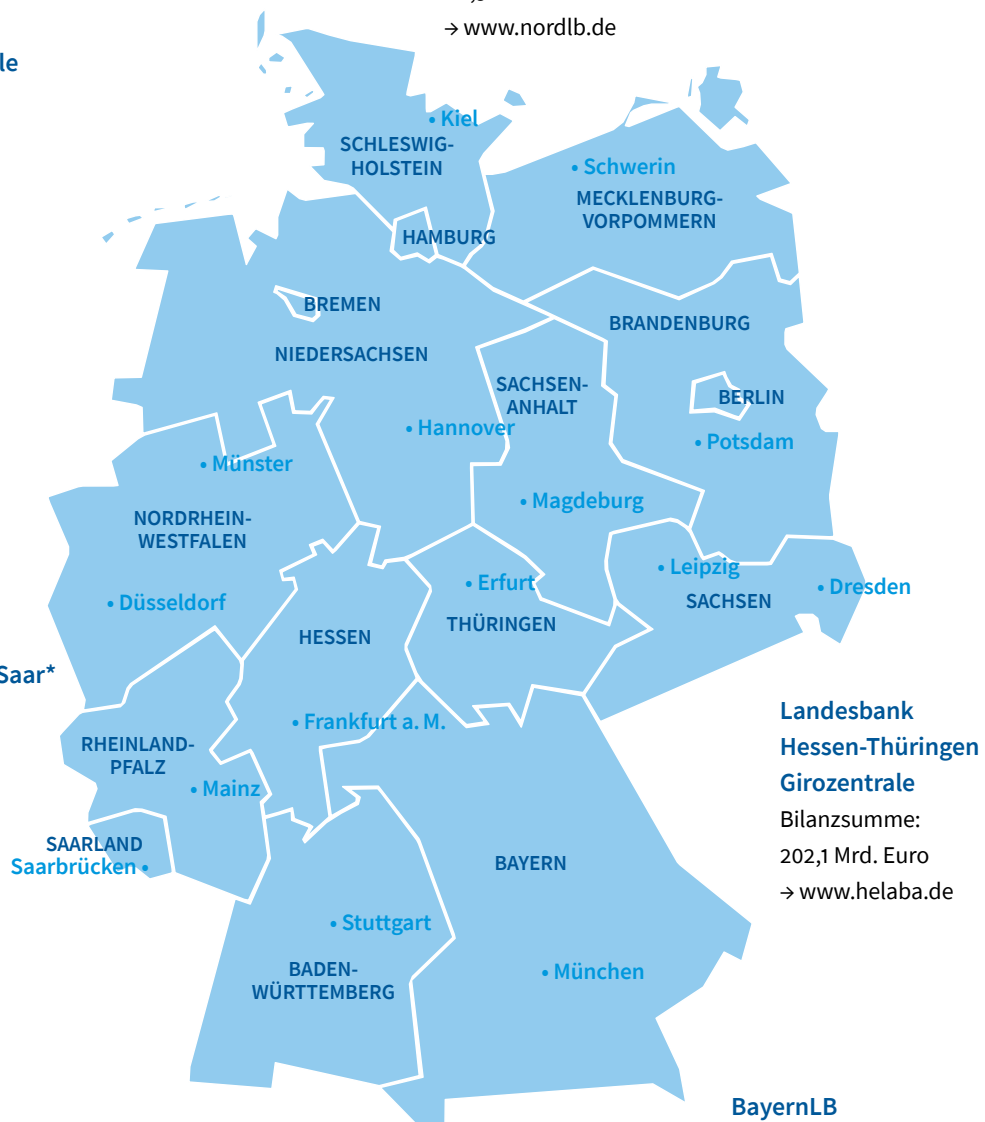 → www.nordlb.de
le
• Kiel
SCHLESWIG-
HOLSTEIN
• Schwerin
MECKLENBURG-
VORPOMMERN
HAMBURG
BREMEN
BRANDENBURG
NIEDERSACHSEN
SACHSEN-
ANHALT
BERLIN
• Hannover
• Potsdam
• Münster
• Magdeburg
NORDRHEIN-
WESTFALEN
• Leipzig
• Erfurt
• Dresden
• Düsseldorf
SACHSEN
THÜRINGEN
HESSEN
Saar*
• Frankfurt a. M.
RHEINLAND-
PFALZ
• Mainz
SAARLAND
Saarbrücken •
BAYERN
• Stuttgart
• München
BADEN-
WÜRTTEMBERG
Landesbank
Hessen-Thüringen
Girozentrale
Bilanzsumme:
202,1 Mrd. Euro
→ www.helaba.de
BayernLB